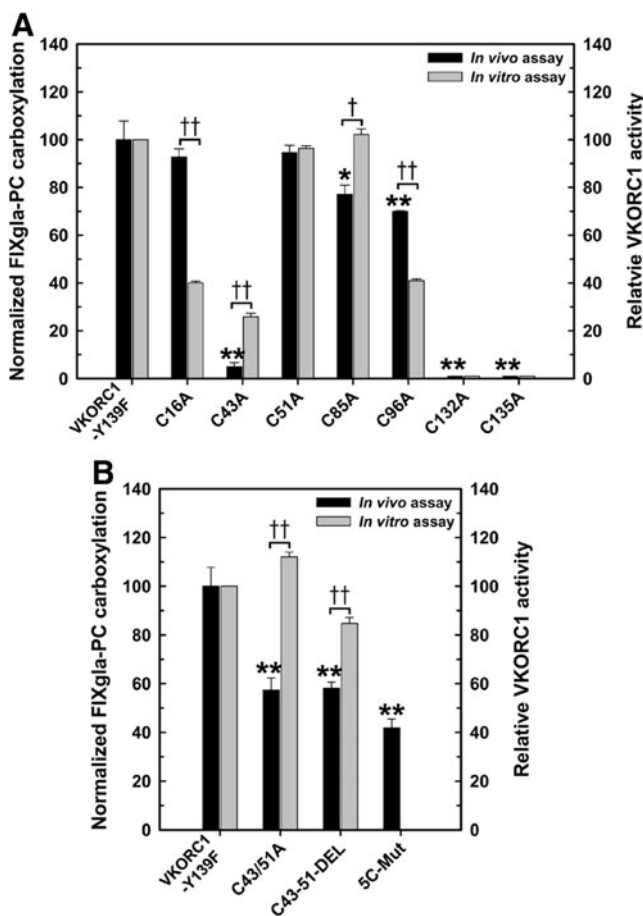 A
Normalized FIXgla-PC carboxylation
140
120
100
80
60
40
20
0
In vivo assay
In vitro assay
††
**
††
*
†
**
††
**
**
140
120
100
80
60
40
20
0
Relatvie VKORC1 activity
VKORC1
-Y139F
C16A
C43A
C51A
C85A
C96A
C132A
C135A
B
Normalized FIXgla-PC carboxylation
140
120
100
80
60
40
20
0
In vivo assay
In vitro assay
**
††
**
††
**
140
120
100
80
60
40
20
0
Relative VKORC1 activity
VKORC1
-Y139F
C43/51A
C43-51-DEL
5C-Mut